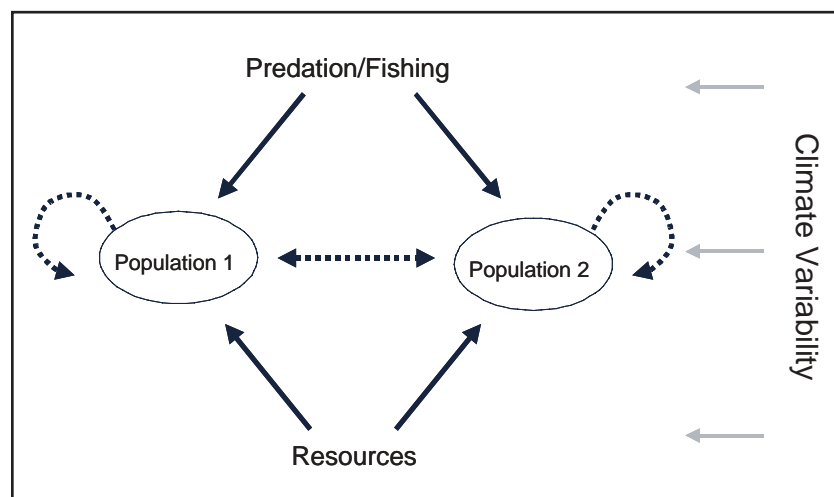 Predation/Fishing
Climate Variability
Population 1
Population 2
Resources